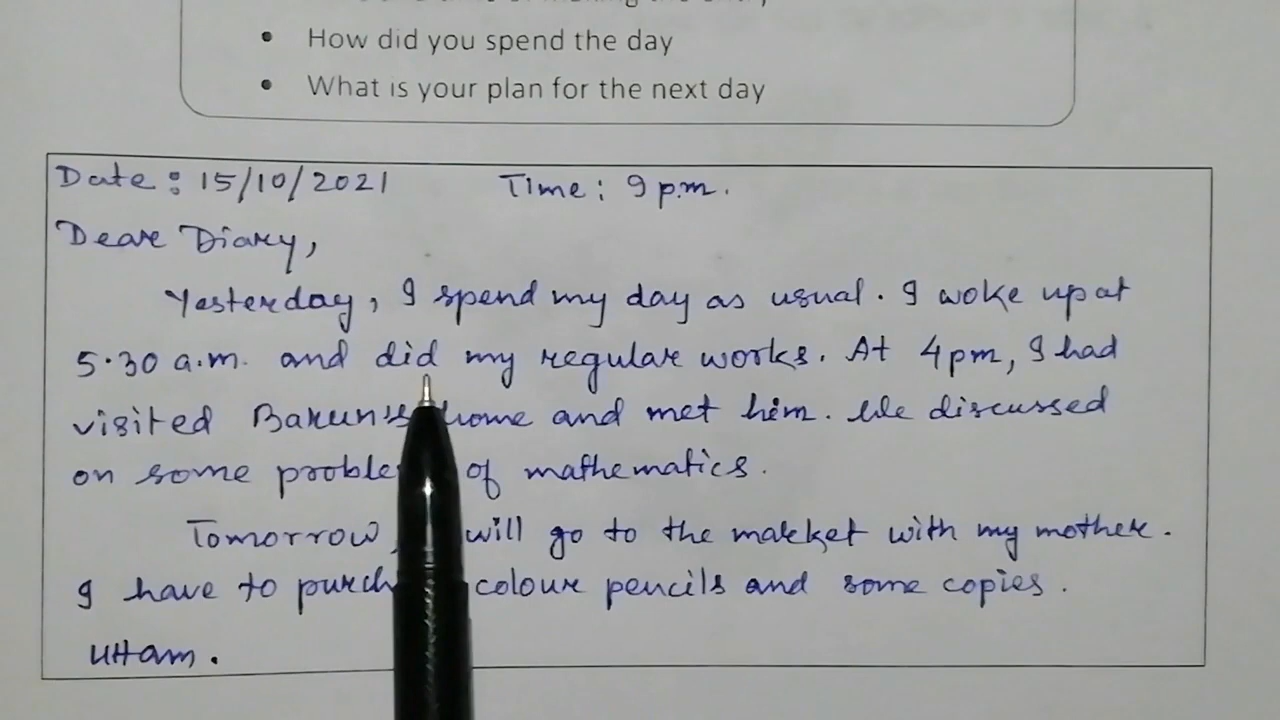 How did you spend the day
What is your plan for the next day
Date: 15/10/2021 Time: 9 p.m.
Dear Diary,
Yesterday, I spend my day as usual. I woke up at
5.30 a.m. and did my regular works. At 4pm, I had
visited home and met him. We discussed
on some of mathematics.
Tomorrow, will go to the market with my mother.
I have to colour pencils and some copies.
Uttam.